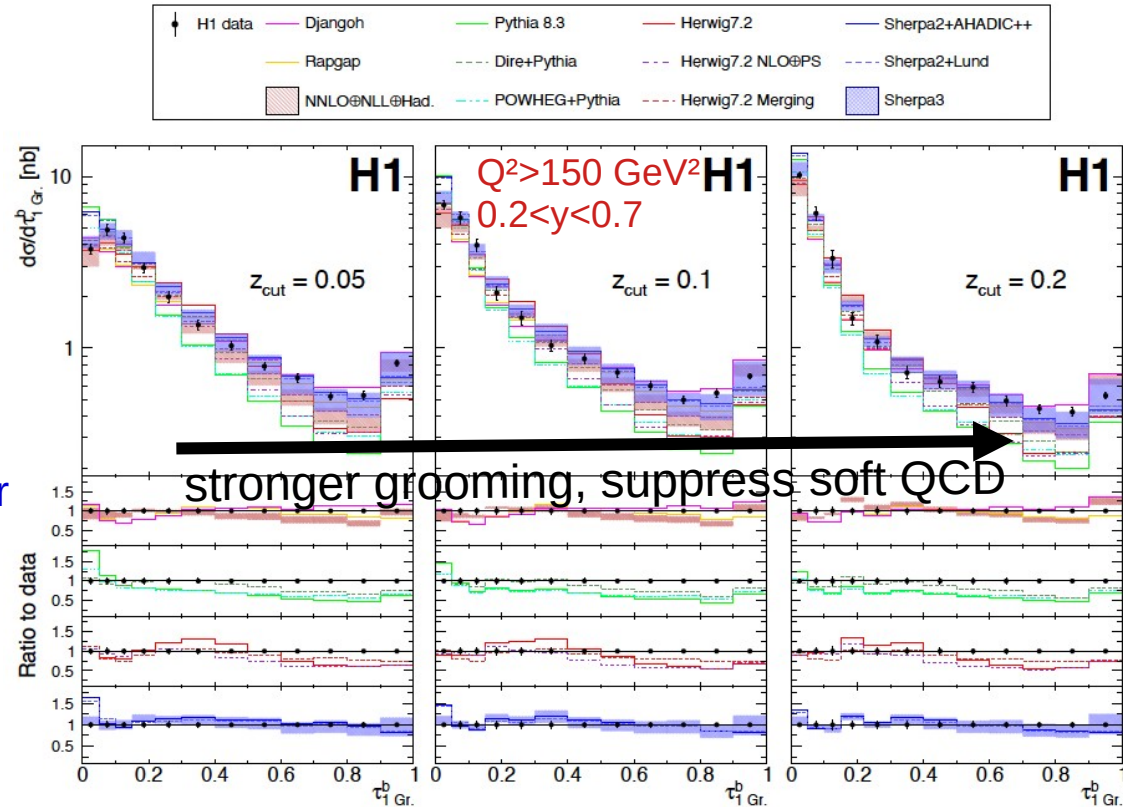 H1 data Djangoh Pythia 8.3 Herwig7.2 Sherpa2+AHADIC++
Rapgap Dire+Pythia Herwig7.2 NLO⊕PS Sherpa2+Lund
NNLO⊕NLL⊕Had. POWHEG+Pythia Herwig7.2 Merging Sherpa3
dσ/dτ₁ᵇ Gr. [nb]
10
1
H1
z_cut = 0.05
Q²>150 GeV²
0.2<y<0.7
H1
z_cut = 0.1
H1
z_cut = 0.2
r
stronger grooming, suppress soft QCD
Ratio to data
1.5
1
0.5
1.5
1
0.5
1.5
1
0.5
1.5
1
0.5
0 0.2 0.4 0.6 0.8 1 0 0.2 0.4 0.6 0.8 1 0 0.2 0.4 0.6 0.8 1
τ₁ᵇ Gr. τ₁ᵇ Gr. τ₁ᵇ Gr.